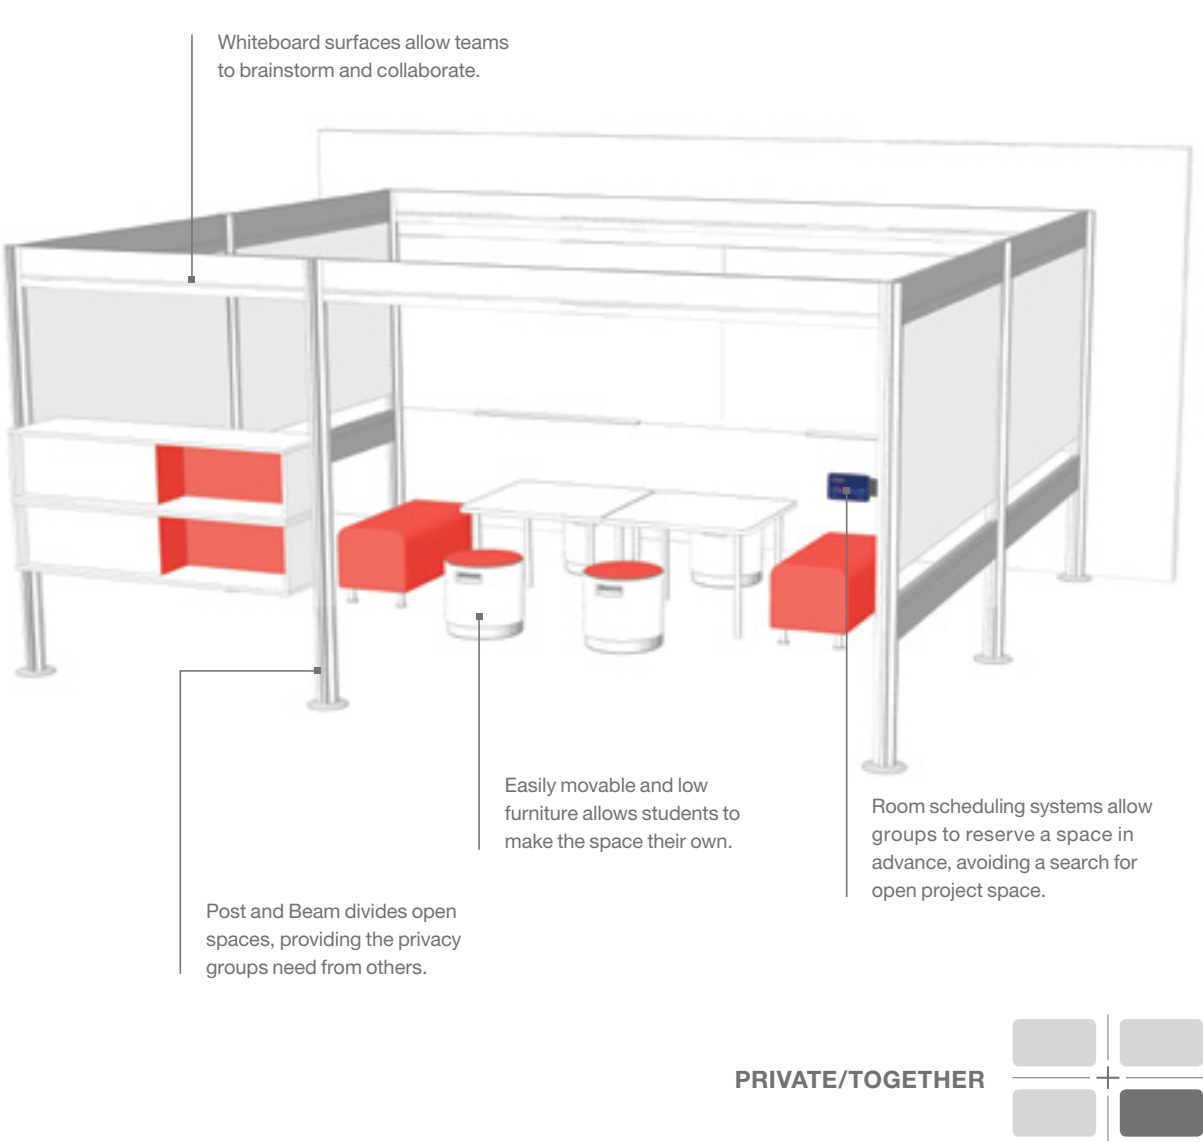 Whiteboard surfaces allow teams
to brainstorm and collaborate.
Easily movable and low
furniture allows students to
make the space their own.
Room scheduling systems allow
groups to reserve a space in
advance, avoiding a search for
open project space.
Post and Beam divides open
spaces, providing the privacy
groups need from others.
PRIVATE/TOGETHER